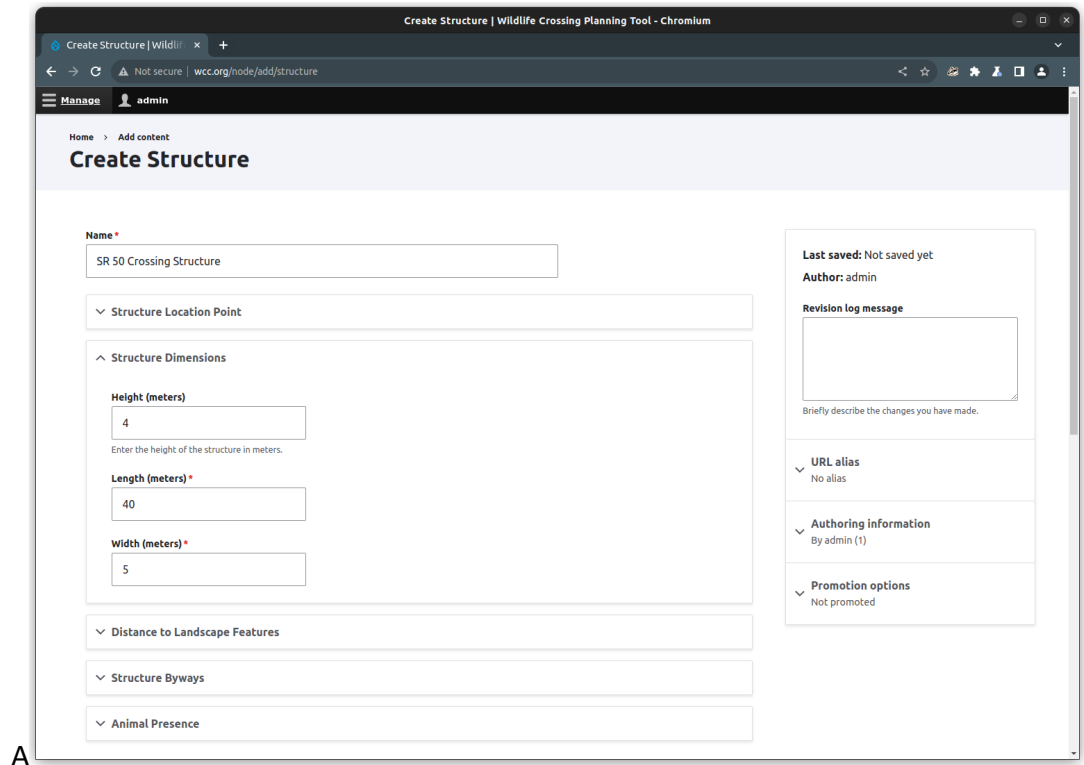 Create Structure | Wildlife Crossing Planning Tool - Chromium
Create Structure | Wildlif
Not secure | wcc.org/node/add/structure
Manage admin
Home > Add content
Create Structure
Name *
SR 50 Crossing Structure
Structure Location Point
Structure Dimensions
Height (meters)
4
Enter the height of the structure in meters.
Length (meters) *
40
Width (meters) *
5
Distance to Landscape Features
Structure Byways
Animal Presence
Last saved: Not saved yet
Author: admin
Revision log message
Briefly describe the changes you have made.
URL alias
No alias
Authoring information
By admin (1)
Promotion options
Not promoted
A